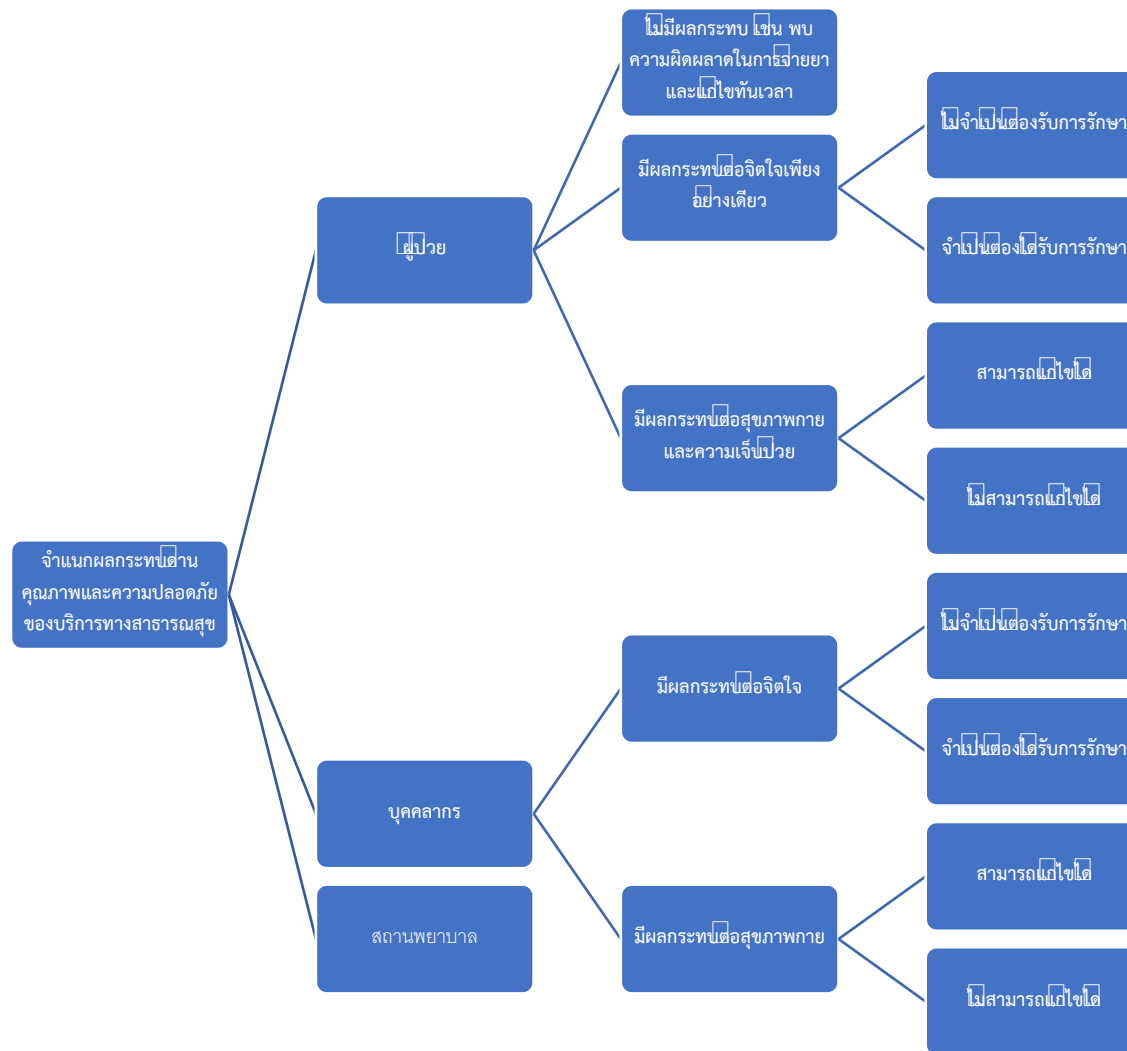 ไม่มีผลกระทบ เช่น พบ
ความผิดผลาดในการจ่ายยา
และแก้ไขทันเวลา
ไม่จำเป็นต้องรับการรักษา
มีผลกระทบต่อจิตใจเพียง
อย่างเดียว
ผู้ป่วย
จำเป็นต้องได้รับการรักษา
สามารถแก้ไขได้
มีผลกระทบต่อสุขภาพกาย
และความเจ็บป่วย
ไม่สามารถแก้ไขได้
จำแนกผลกระทบด้าน
คุณภาพและความปลอดภัย
ของบริการทางสาธารณสุข
ไม่จำเป็นต้องรับการรักษา
มีผลกระทบต่อจิตใจ
จำเป็นต้องได้รับการรักษา
บุคคลากร
สามารถแก้ไขได้
สถานพยาบาล
มีผลกระทบต่อสุขภาพกาย
ไม่สามารถแก้ไขได้